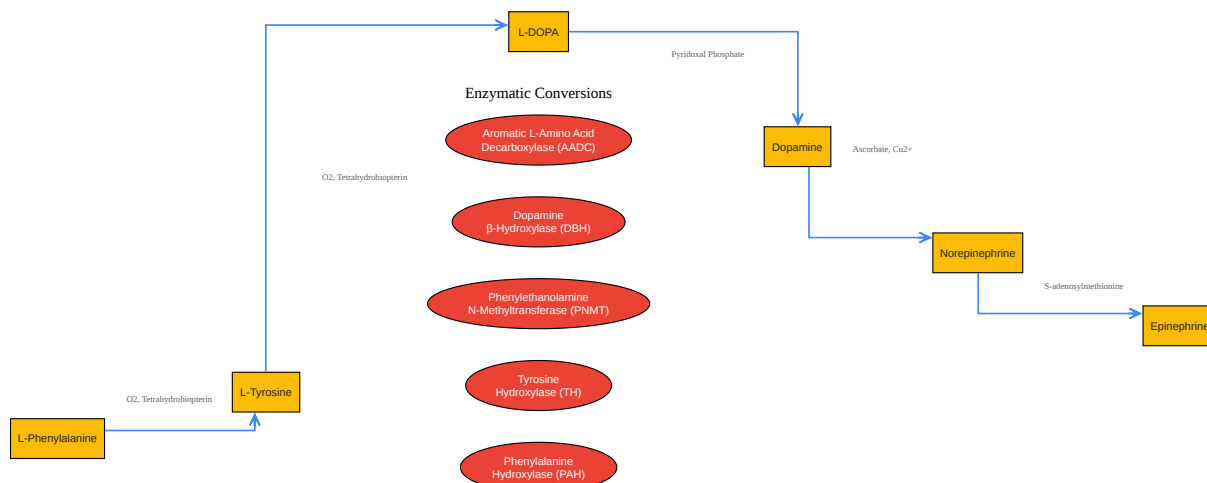 L-DOPA
Pyridoxal Phosphate
Enzymatic Conversions
Aromatic L-Amino Acid
Decarboxylase (AADC)
Dopamine
Ascorbate, Cu2+
O2, Tetrahydrobiopterin
Dopamine
β-Hydroxylase (DBH)
Norepinephrine
Phenylethanolamine
N-Methyltransferase (PNMT)
S-adenosylmethionine
Epinephrine
Tyrosine
Hydroxylase (TH)
L-Tyrosine
O2, Tetrahydrobiopterin
L-Phenylalanine
Phenylalanine
Hydroxylase (PAH)